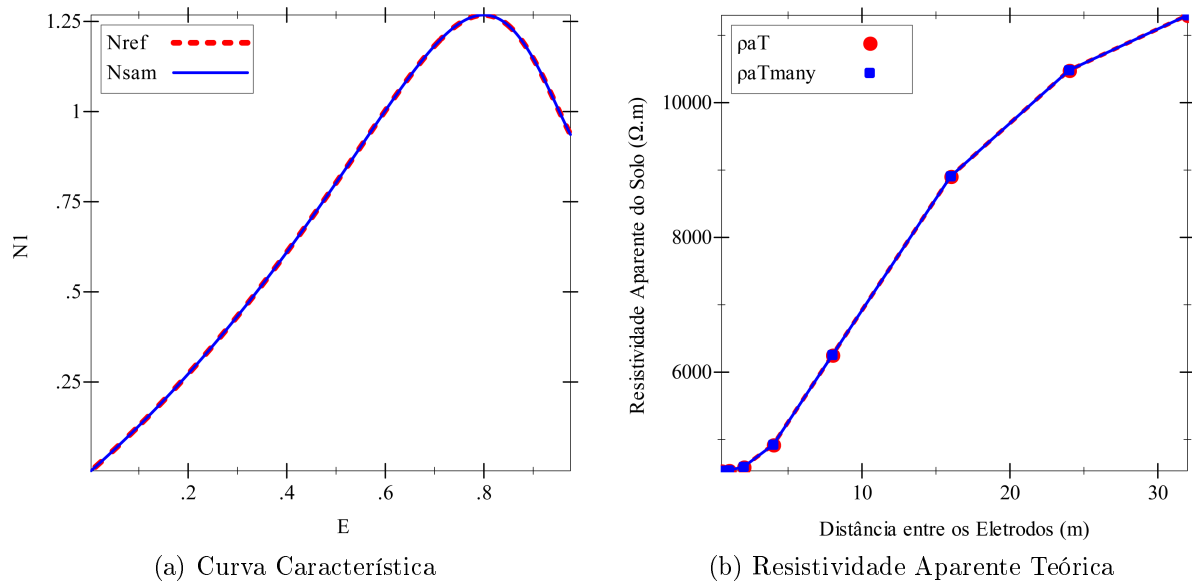 1.25
1
.75
.5
.25
N1
Nref
Nsam
.2
.4
.6
.8
E
(a) Curva Característica
10000
8000
6000
Resistividade Aparente do Solo (Ω.m)
ρaT
ρaTmany
10
20
30
Distância entre os Eletrodos (m)
(b) Resistividade Aparente Teórica